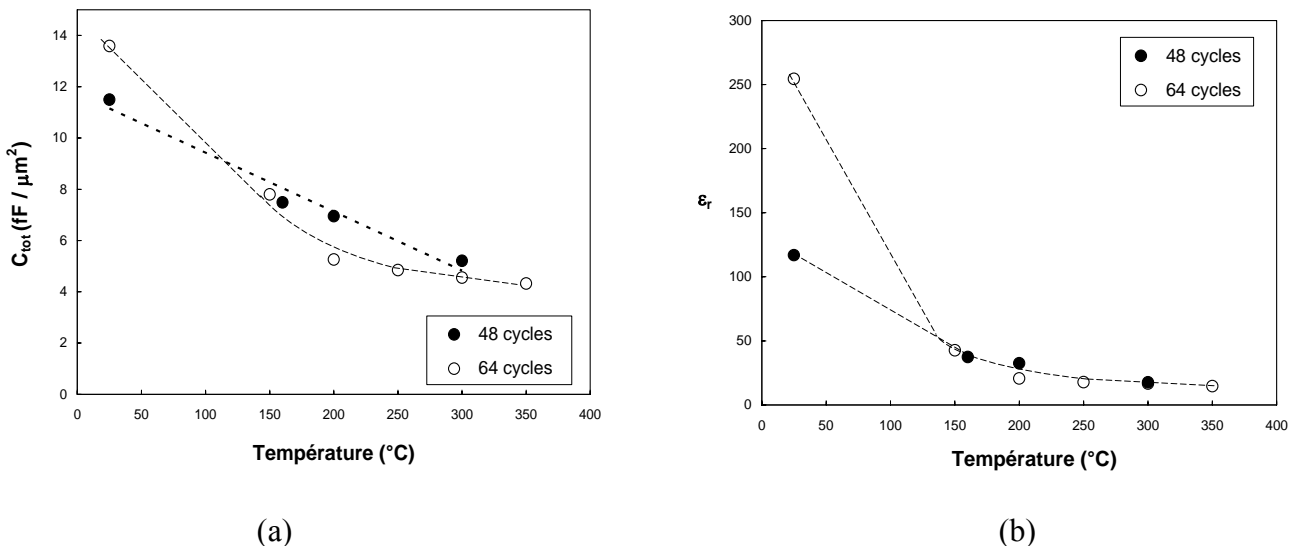 14
12
10
8
6
4
2
0
0 50 100 150 200 250 300 350 400
C_tot (fF / μm²)
Température (°C)
48 cycles
64 cycles
(a)
300
250
200
150
100
50
0
0 50 100 150 200 250 300 350 400
ε_r
Température (°C)
48 cycles
64 cycles
(b)